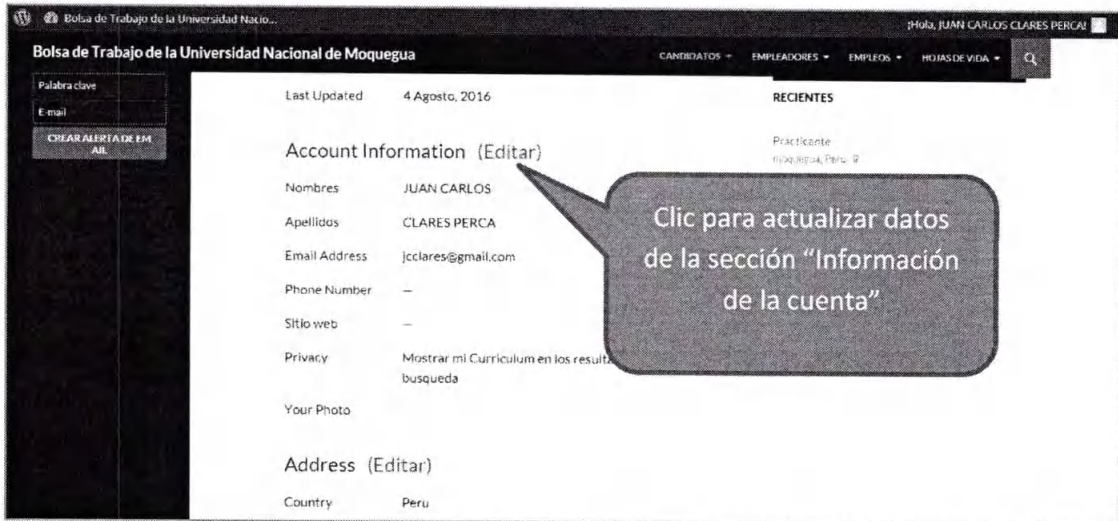 Bolsa de Trabajo de la Universidad Nacio...
¡Hola, JUAN CARLOS CLARES PERCA!
Bolsa de Trabajo de la Universidad Nacional de Moquegua
CANDIDATOS
EMPLEADORES
EMPLEOS
HOJAS DE VIDA
Palabra clave
E-mail
CREAR ALERTA DE EM
AIL
Last Updated 4 Agosto, 2016
RECIENTES
Practicante
moquegua, Peru
Account Information (Editar)
Nombres JUAN CARLOS
Apellidos CLARES PERCA
Email Address jcclares@gmail.com
Phone Number —
Sitio web —
Privacy Mostrar mi Curriculum en los resulta
busqueda
Your Photo
Address (Editar)
Country Peru
Clic para actualizar datos
de la sección “Información
de la cuenta”